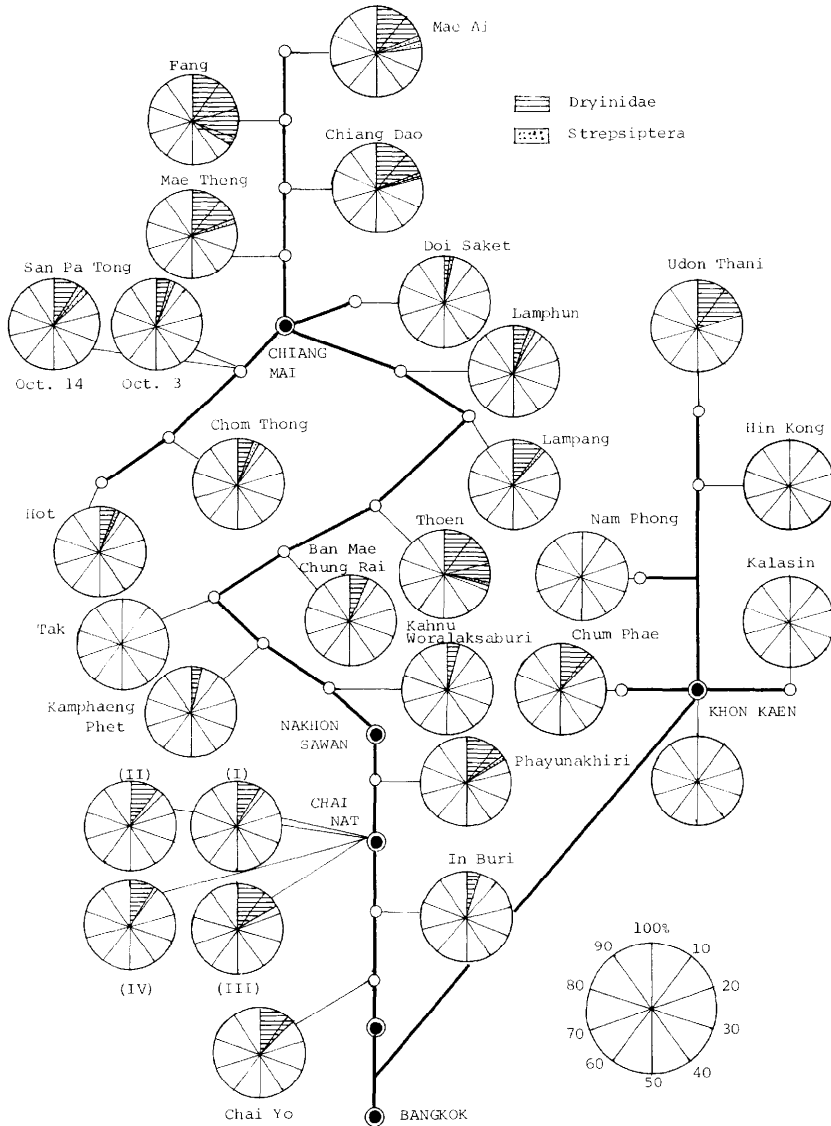 Mae Ai
Fang
Dryinidae
Strepsiptera
Chiang Dao
Mae Theng
Doi Saket
San Pa Tong
Udon Thani
Lamphun
Oct. 14
Oct. 3
CHIANG
MAI
Chom Thong
Lampang
Hin Kong
Hot
Nam Phong
Thoen
Ban Mae
Chung Rai
Kalasin
Tak
Kahnu
Woralaksaburi
Chum Phae
Kamphaeng
Phet
KHON KAEN
NAKHON
SAWAN
Phayunakhiri
(II)
(I)
CHAI
NAT
In Buri
100%
90
10
80
20
(IV)
(III)
70
30
60
40
50
Chai Yo
BANGKOK